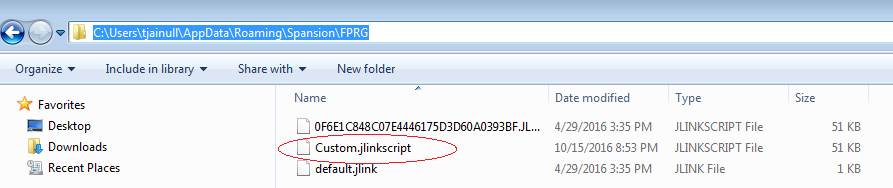 C:\Users\tjainull\AppData\Roaming\Spansion\FPRG
Organize Include in library Share with New folder
Favorites Name Date modified Type Size
Desktop 0F6E1C848C07E4446175D3D60A0393BF.JL... 4/29/2016 3:35 PM JLINKSCRIPT File 51 KB
Downloads Custom.jlinkscript 10/15/2016 8:53 PM JLINKSCRIPT File 51 KB
Recent Places default.jlink 4/29/2016 3:35 PM JLINK File 1 KB